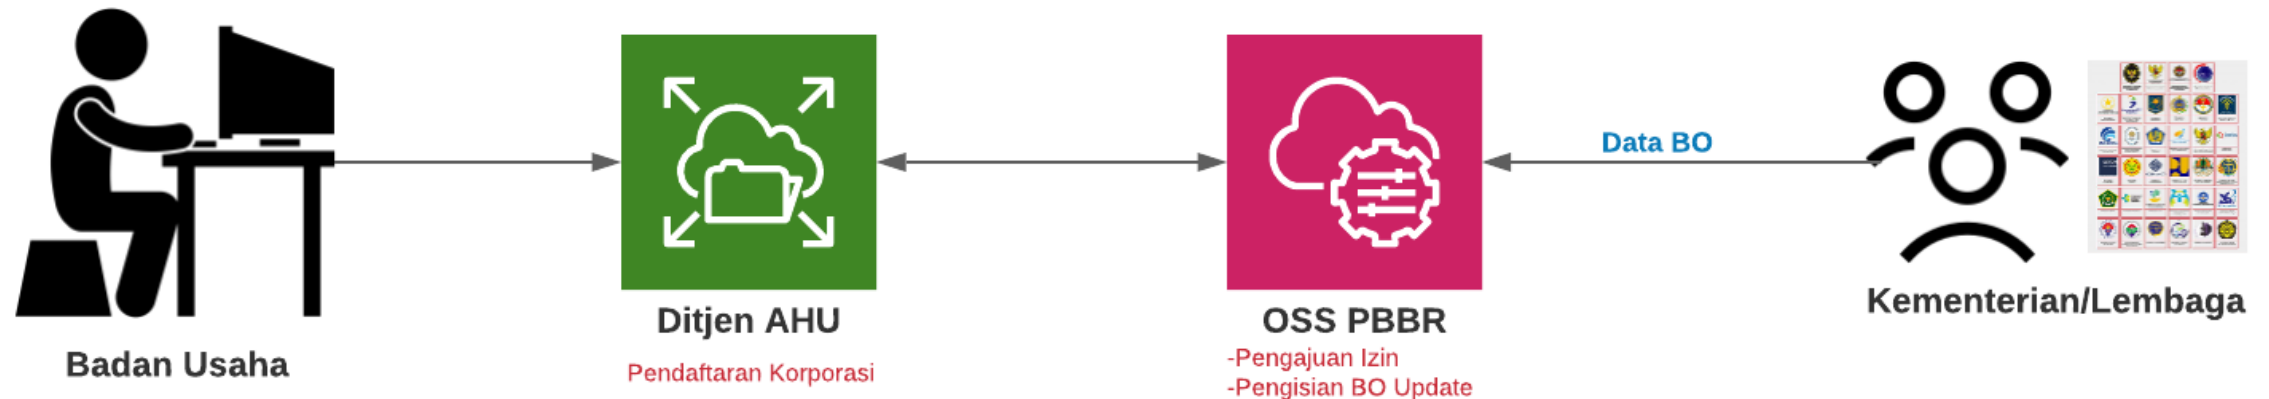 Badan Usaha
Ditjen AHU
Pendaftaran Korporasi
OSS PBBR
-Pengajuan Izin
-Pengisian BO Update
Data BO
Kementerian/Lembaga